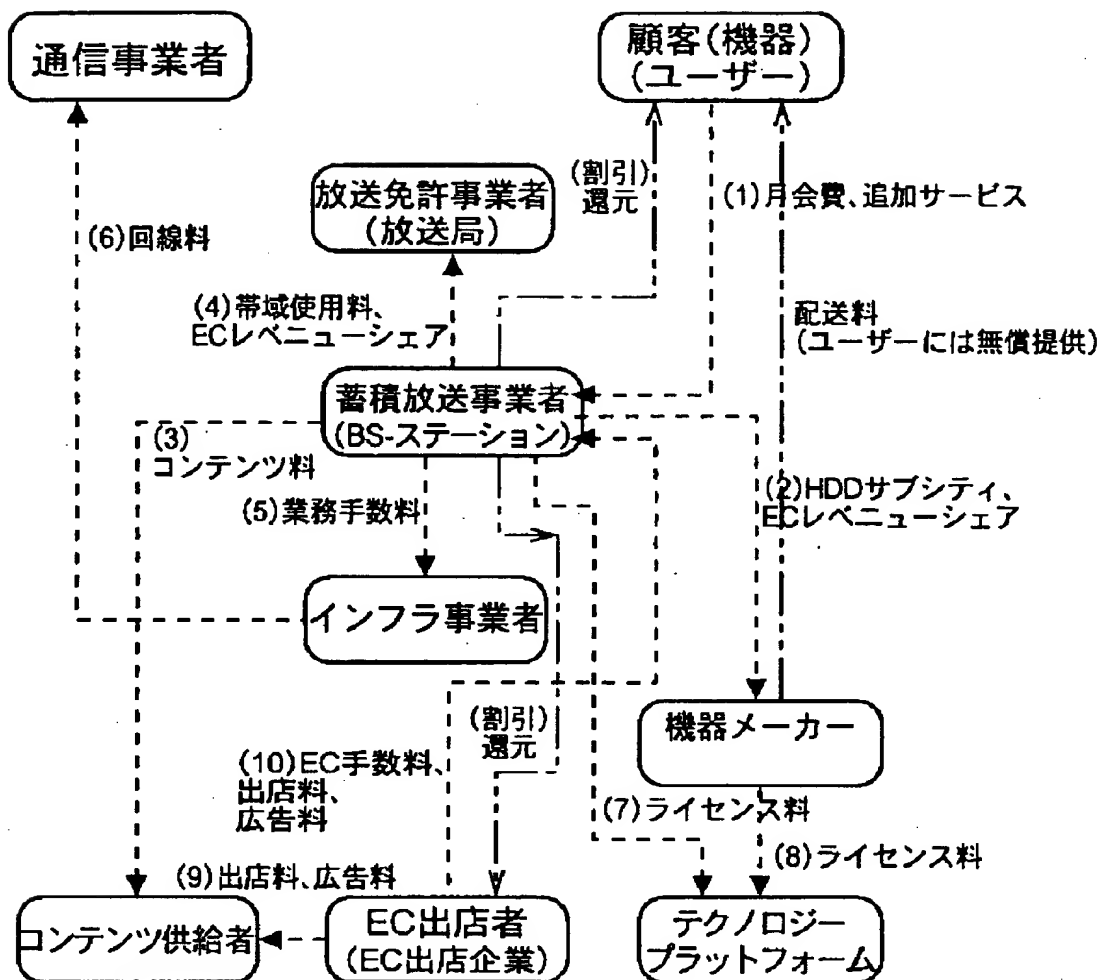 通信事業者
顧客(機器)
(ユーザー)
放送免許事業者
(放送局)
(割引)
還元
(1)月会費、追加サービス
(6)回線料
(4)帯域使用料、
ECレベニューシェア
配送料
(ユーザーには無償提供)
蓄積放送事業者
(BS-ステーション)
(3)
コンテンツ料
(5)業務手数料
(2)HDDサブシティ、
ECレベニューシェア
インフラ事業者
(割引)
還元
機器メーカー
(10)EC手数料、
出店料、
広告料
(7)ライセンス料
(8)ライセンス料
(9)出店料、広告料
コンテンツ供給者
EC出店者
(EC出店企業)
テクノロジー
プラットフォーム